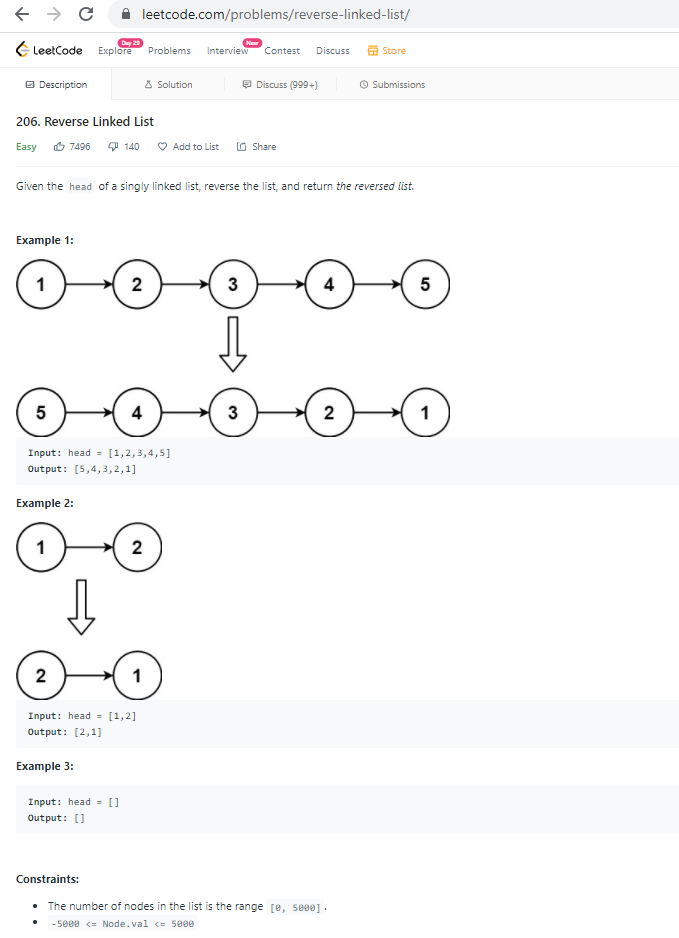 leetcode.com/problems/reverse-linked-list/
Day 29 New
LeetCode Explore Problems Interview Contest Discuss Store
Description Solution Discuss (999+) Submissions
206. Reverse Linked List
Easy 7496 140 Add to List Share
Given the head of a singly linked list, reverse the list, and return the reversed list.
Example 1:
1 2 3 4 5
5 4 3 2 1
Input: head = [1,2,3,4,5]
Output: [5,4,3,2,1]
Example 2:
1 2
2 1
Input: head = [1,2]
Output: [2,1]
Example 3:
Input: head = []
Output: []
Constraints:
• The number of nodes in the list is the range [0, 5000].
• -5000 <= Node.val <= 5000